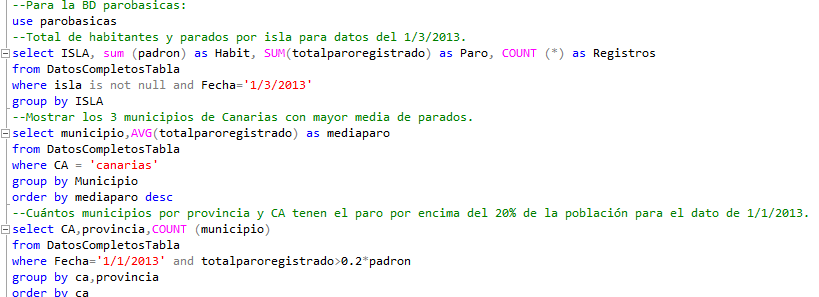 --Para la BD parobasicas:
use parobasicas
--Total de habitantes y parados por isla para datos del 1/3/2013.
select ISLA, sum (padron) as Habit, SUM(totalparoregistrado) as Paro, COUNT (*) as Registros
from DatosCompletosTabla
where isla is not null and Fecha='1/3/2013'
group by ISLA
--Mostrar los 3 municipios de Canarias con mayor media de parados.
select municipio,AVG(totalparoregistrado) as mediaparo
from DatosCompletosTabla
where CA = 'canarias'
group by Municipio
order by mediaparo desc
--Cuántos municipios por provincia y CA tienen el paro por encima del 20% de la población para el dato de 1/1/2013.
select CA,provincia,COUNT (municipio)
from DatosCompletosTabla
where Fecha='1/1/2013' and totalparoregistrado>0.2*padron
group by ca,provincia
order by ca